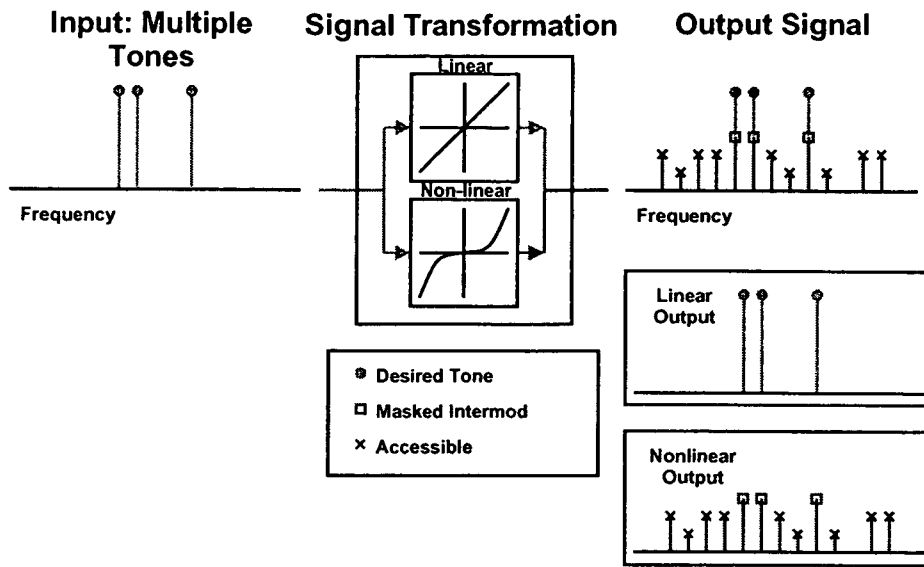 Input: Multiple
Tones
Signal Transformation
Output Signal
Linear
Non-linear
Frequency
Frequency
Linear
Output
Desired Tone
Masked Intermod
Accessible
Nonlinear
Output